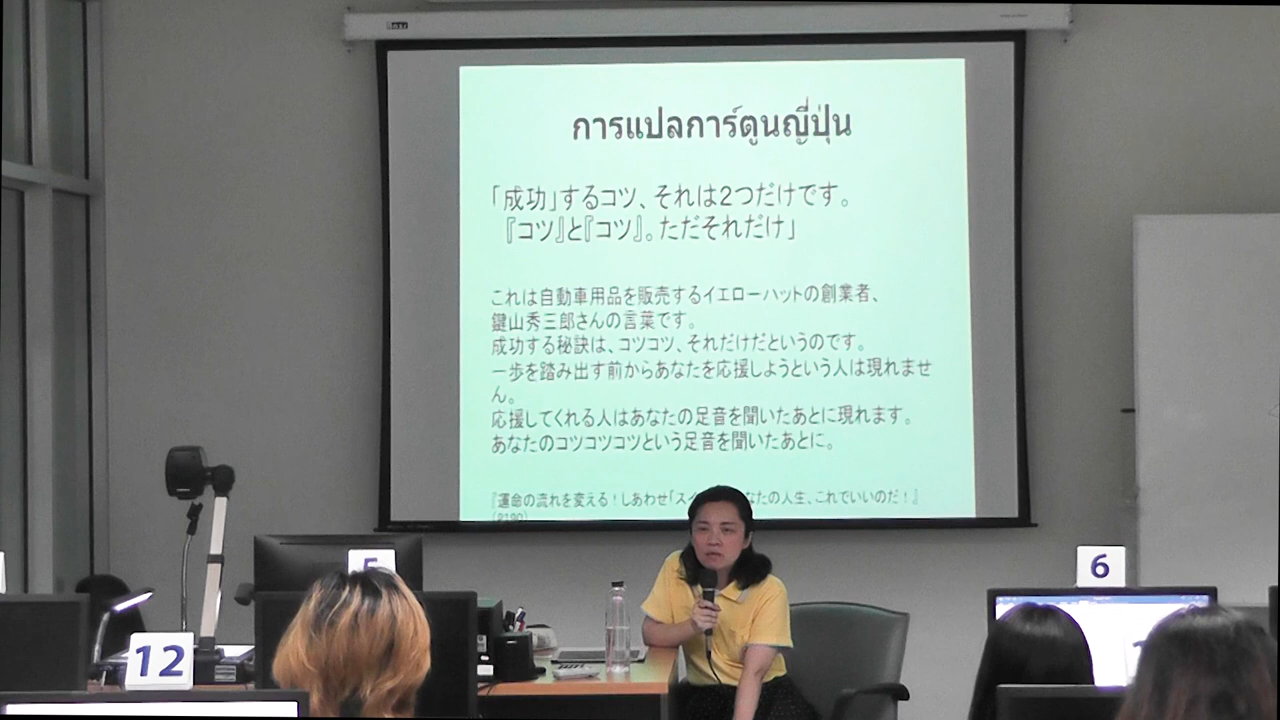 การแปลการ์ตูนญี่ปุ่น
「成功」するコツ、それは2つだけです。
『コツ』と『コツ』。ただそれだけ」
これは自動車用品を販売するイエローハットの創業者、
鍵山秀三郎さんの言葉です。
成功する秘訣は、コツコツ、それだけだというのです。
一歩を踏み出す前からあなたを応援しようという人は現れませ
ん。
応援してくれる人はあなたの足音を聞いたあとに現れます。
あなたのコツコツコツという足音を聞いたあとに。
『運命の流れを変える！しあわせ「スイ なたの人生、これでいいのだ！』
(P190)
5
6
12